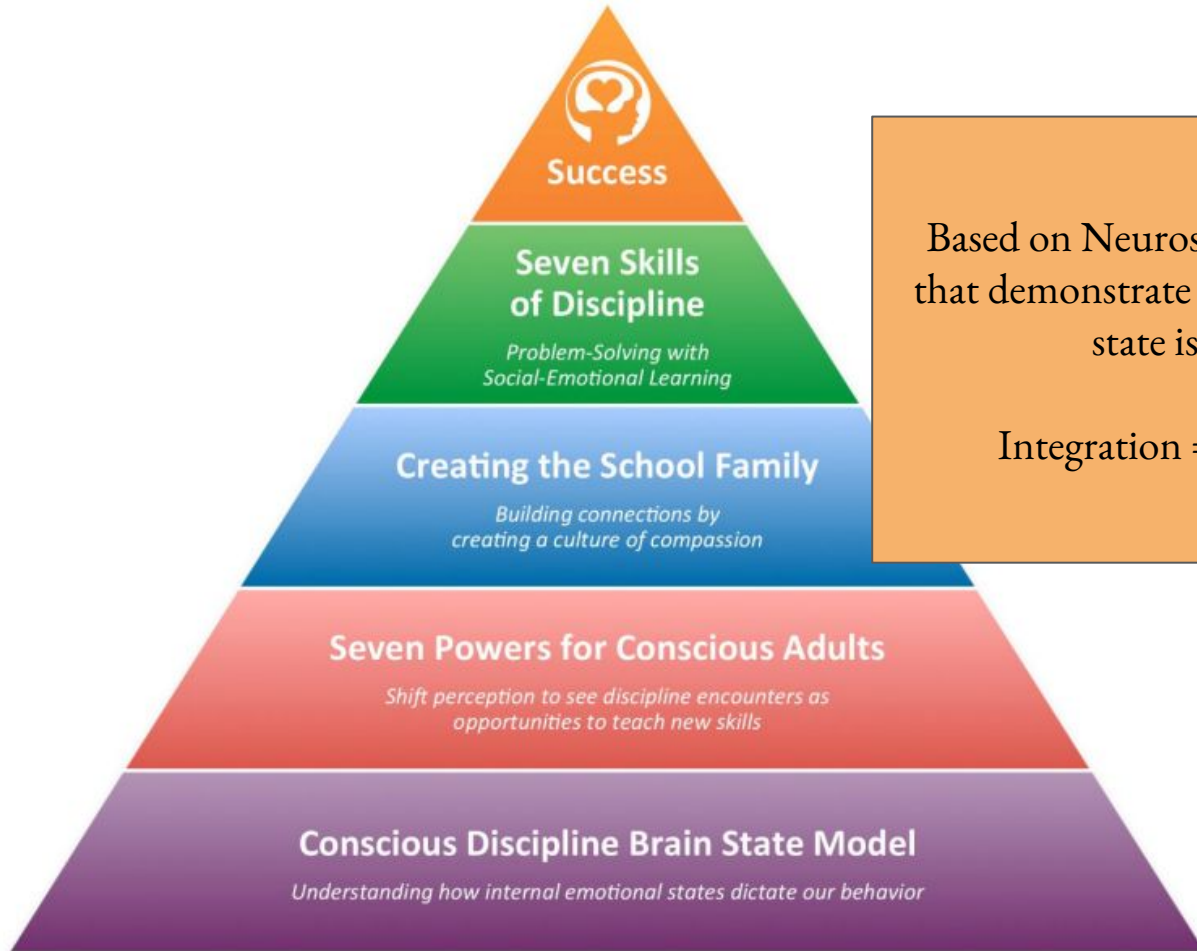 Success
Seven Skills
of Discipline
Problem-Solving with
Social-Emotional Learning
Creating the School Family
Building connections by
creating a culture of compassion
Seven Powers for Conscious Adults
Shift perception to see discipline encounters as
opportunities to teach new skills
Conscious Discipline Brain State Model
Understanding how internal emotional states dictate our behavior
Based on
that demonstrate
state is
Integration =